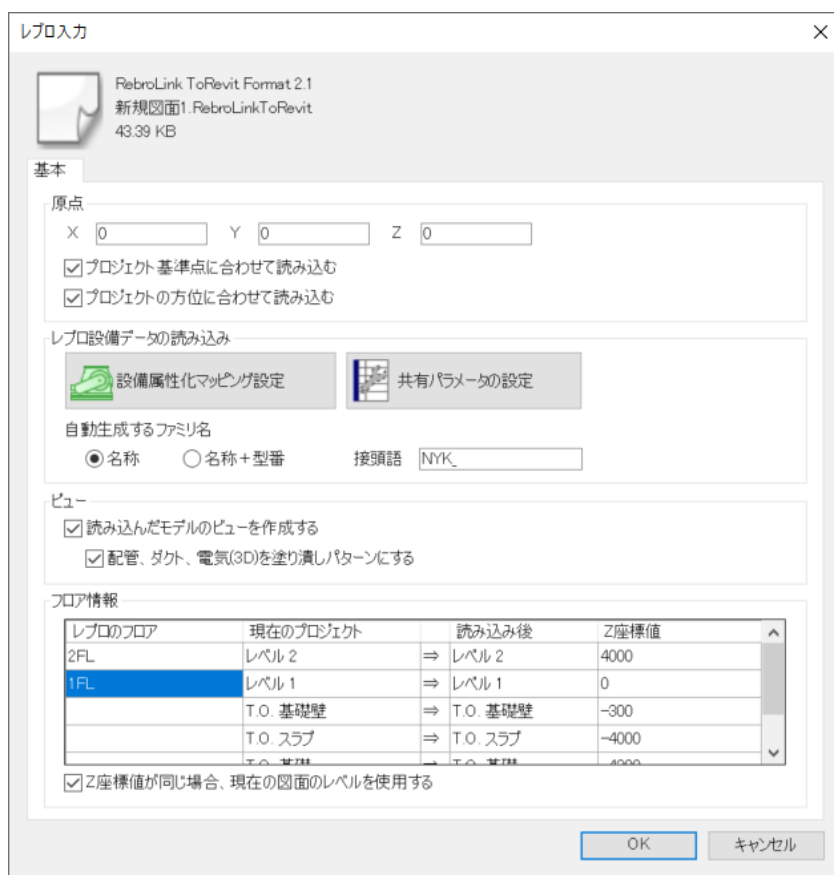 レブロ入力
RebroLink ToRevit Format 2.1
新規図面1.RebroLinkToRevit
43.39 KB
基本
原点
X 0 Y 0 Z 0
プロジェクト基準点に合わせて読み込む
プロジェクトの方位に合わせて読み込む
レブロ設備データの読み込み
設備属性化マッピング設定 共有パラメータの設定
自動生成するファミリ名
名称 名称+型番 接頭語 NYK_
ビュー
読み込んだモデルのビューを作成する
配管、ダクト、電気(3D)を塗り潰しパターンにする
フロア情報
レブロのフロア 現在のプロジェクト 読み込み後 Z座標値
2FL レベル 2 ⇒ レベル 2 4000
1FL レベル 1 ⇒ レベル 1 0
T.O. 基礎壁 ⇒ T.O. 基礎壁 -300
T.O. スラブ ⇒ T.O. スラブ -4000
Z座標値が同じ場合、現在の図面のレベルを使用する
OK キャンセル